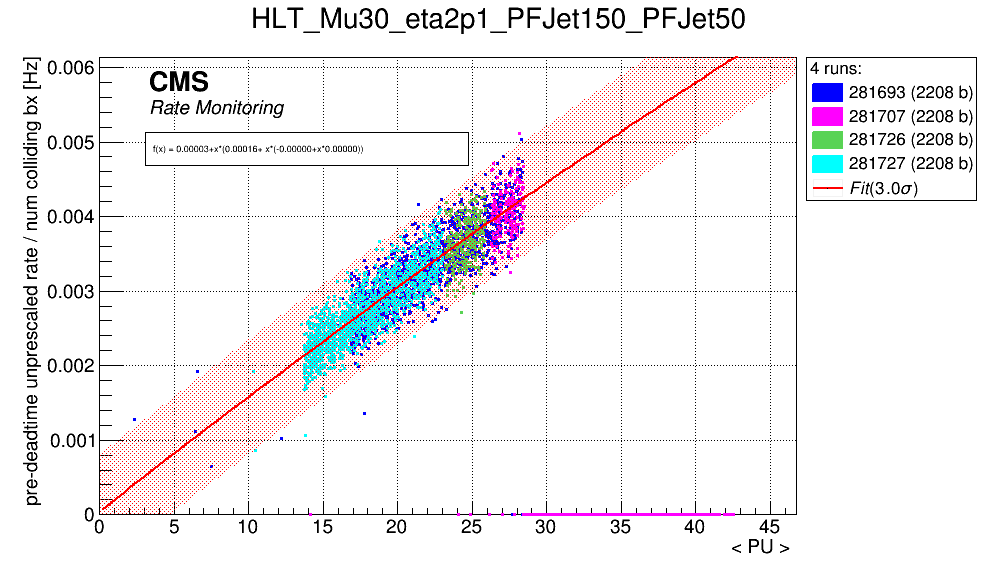 HLT_Mu30_eta2p1_PFJet150_PFJet50
pre-deadtime unprescaled rate / num colliding bx [Hz]
0.006
0.005
0.004
0.003
0.002
0.001
0
CMS
Rate Monitoring
f(x) = 0.00003+x*(0.00016+ x*(-0.00000+x*0.00000))
0 5 10 15 20 25 30 35 40 45
< PU >
4 runs:
281693 (2208 b)
281707 (2208 b)
281726 (2208 b)
281727 (2208 b)
Fit(3.0σ)